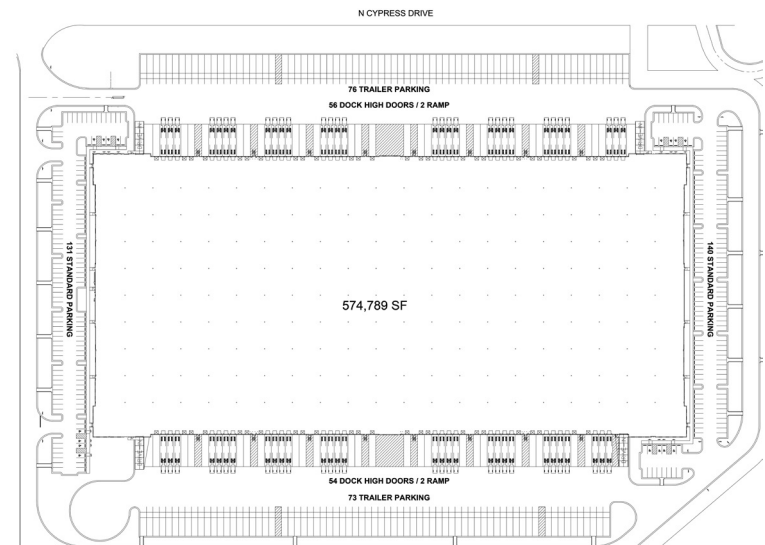 N CYPRESS DRIVE
76 TRAILER PARKING
56 DOCK HIGH DOORS / 2 RAMP
131 STANDARD PARKING
140 STANDARD PARKING
574,789 SF
54 DOCK HIGH DOORS / 2 RAMP
73 TRAILER PARKING